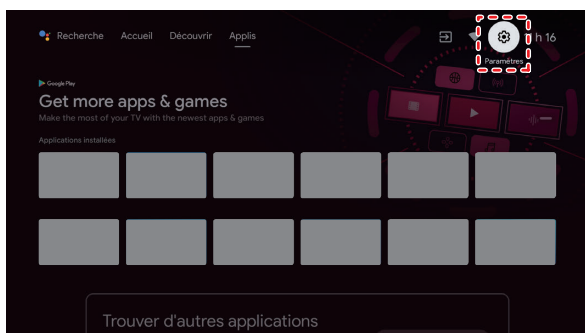 Recherche Accueil Découvrir Applis
h 16
Paramètres
Google Play
Get more apps & games
Make the most of your TV with the newest apps & games
Applications installées
Trouver d'autres applications